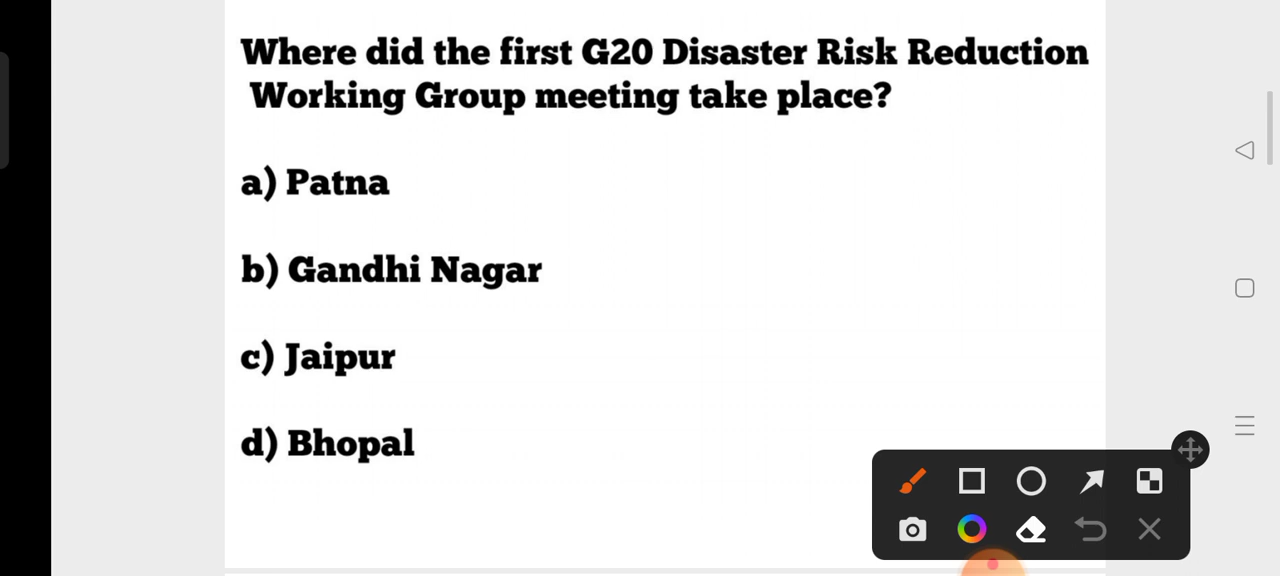 Where did the first G20 Disaster Risk Reduction
Working Group meeting take place?
a) Patna
b) Gandhi Nagar
c) Jaipur
d) Bhopal